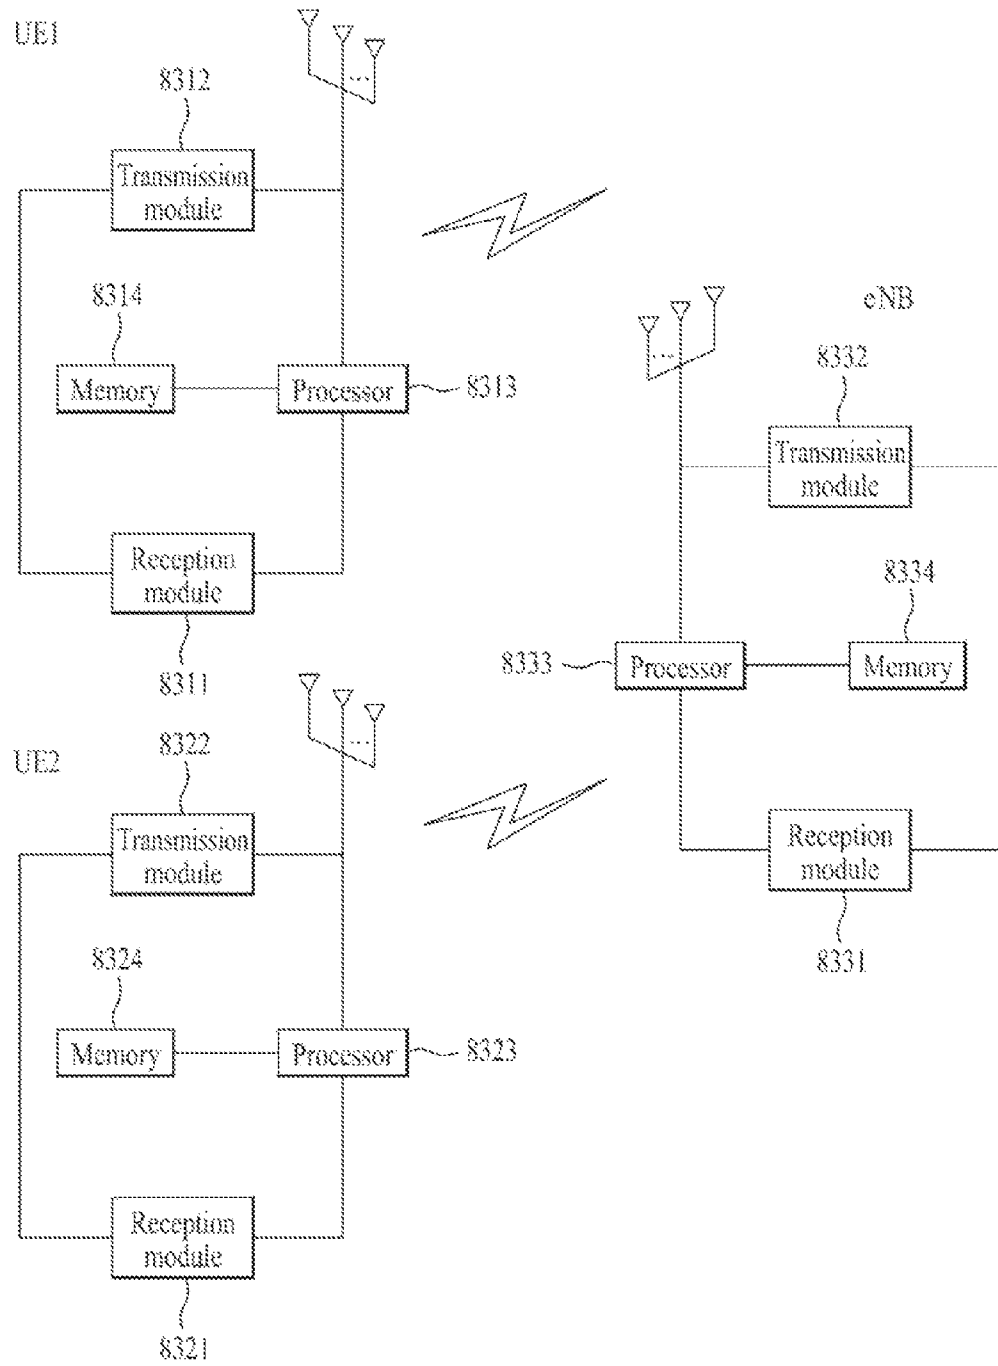 UE1
8312
Transmission
module
8314
Memory
Processor
8313
Reception
module
8311
eNB
8332
Transmission
module
8334
8333
Processor
Memory
Reception
module
8331
UE2
8322
Transmission
module
8324
Memory
Processor
8323
Reception
module
8321